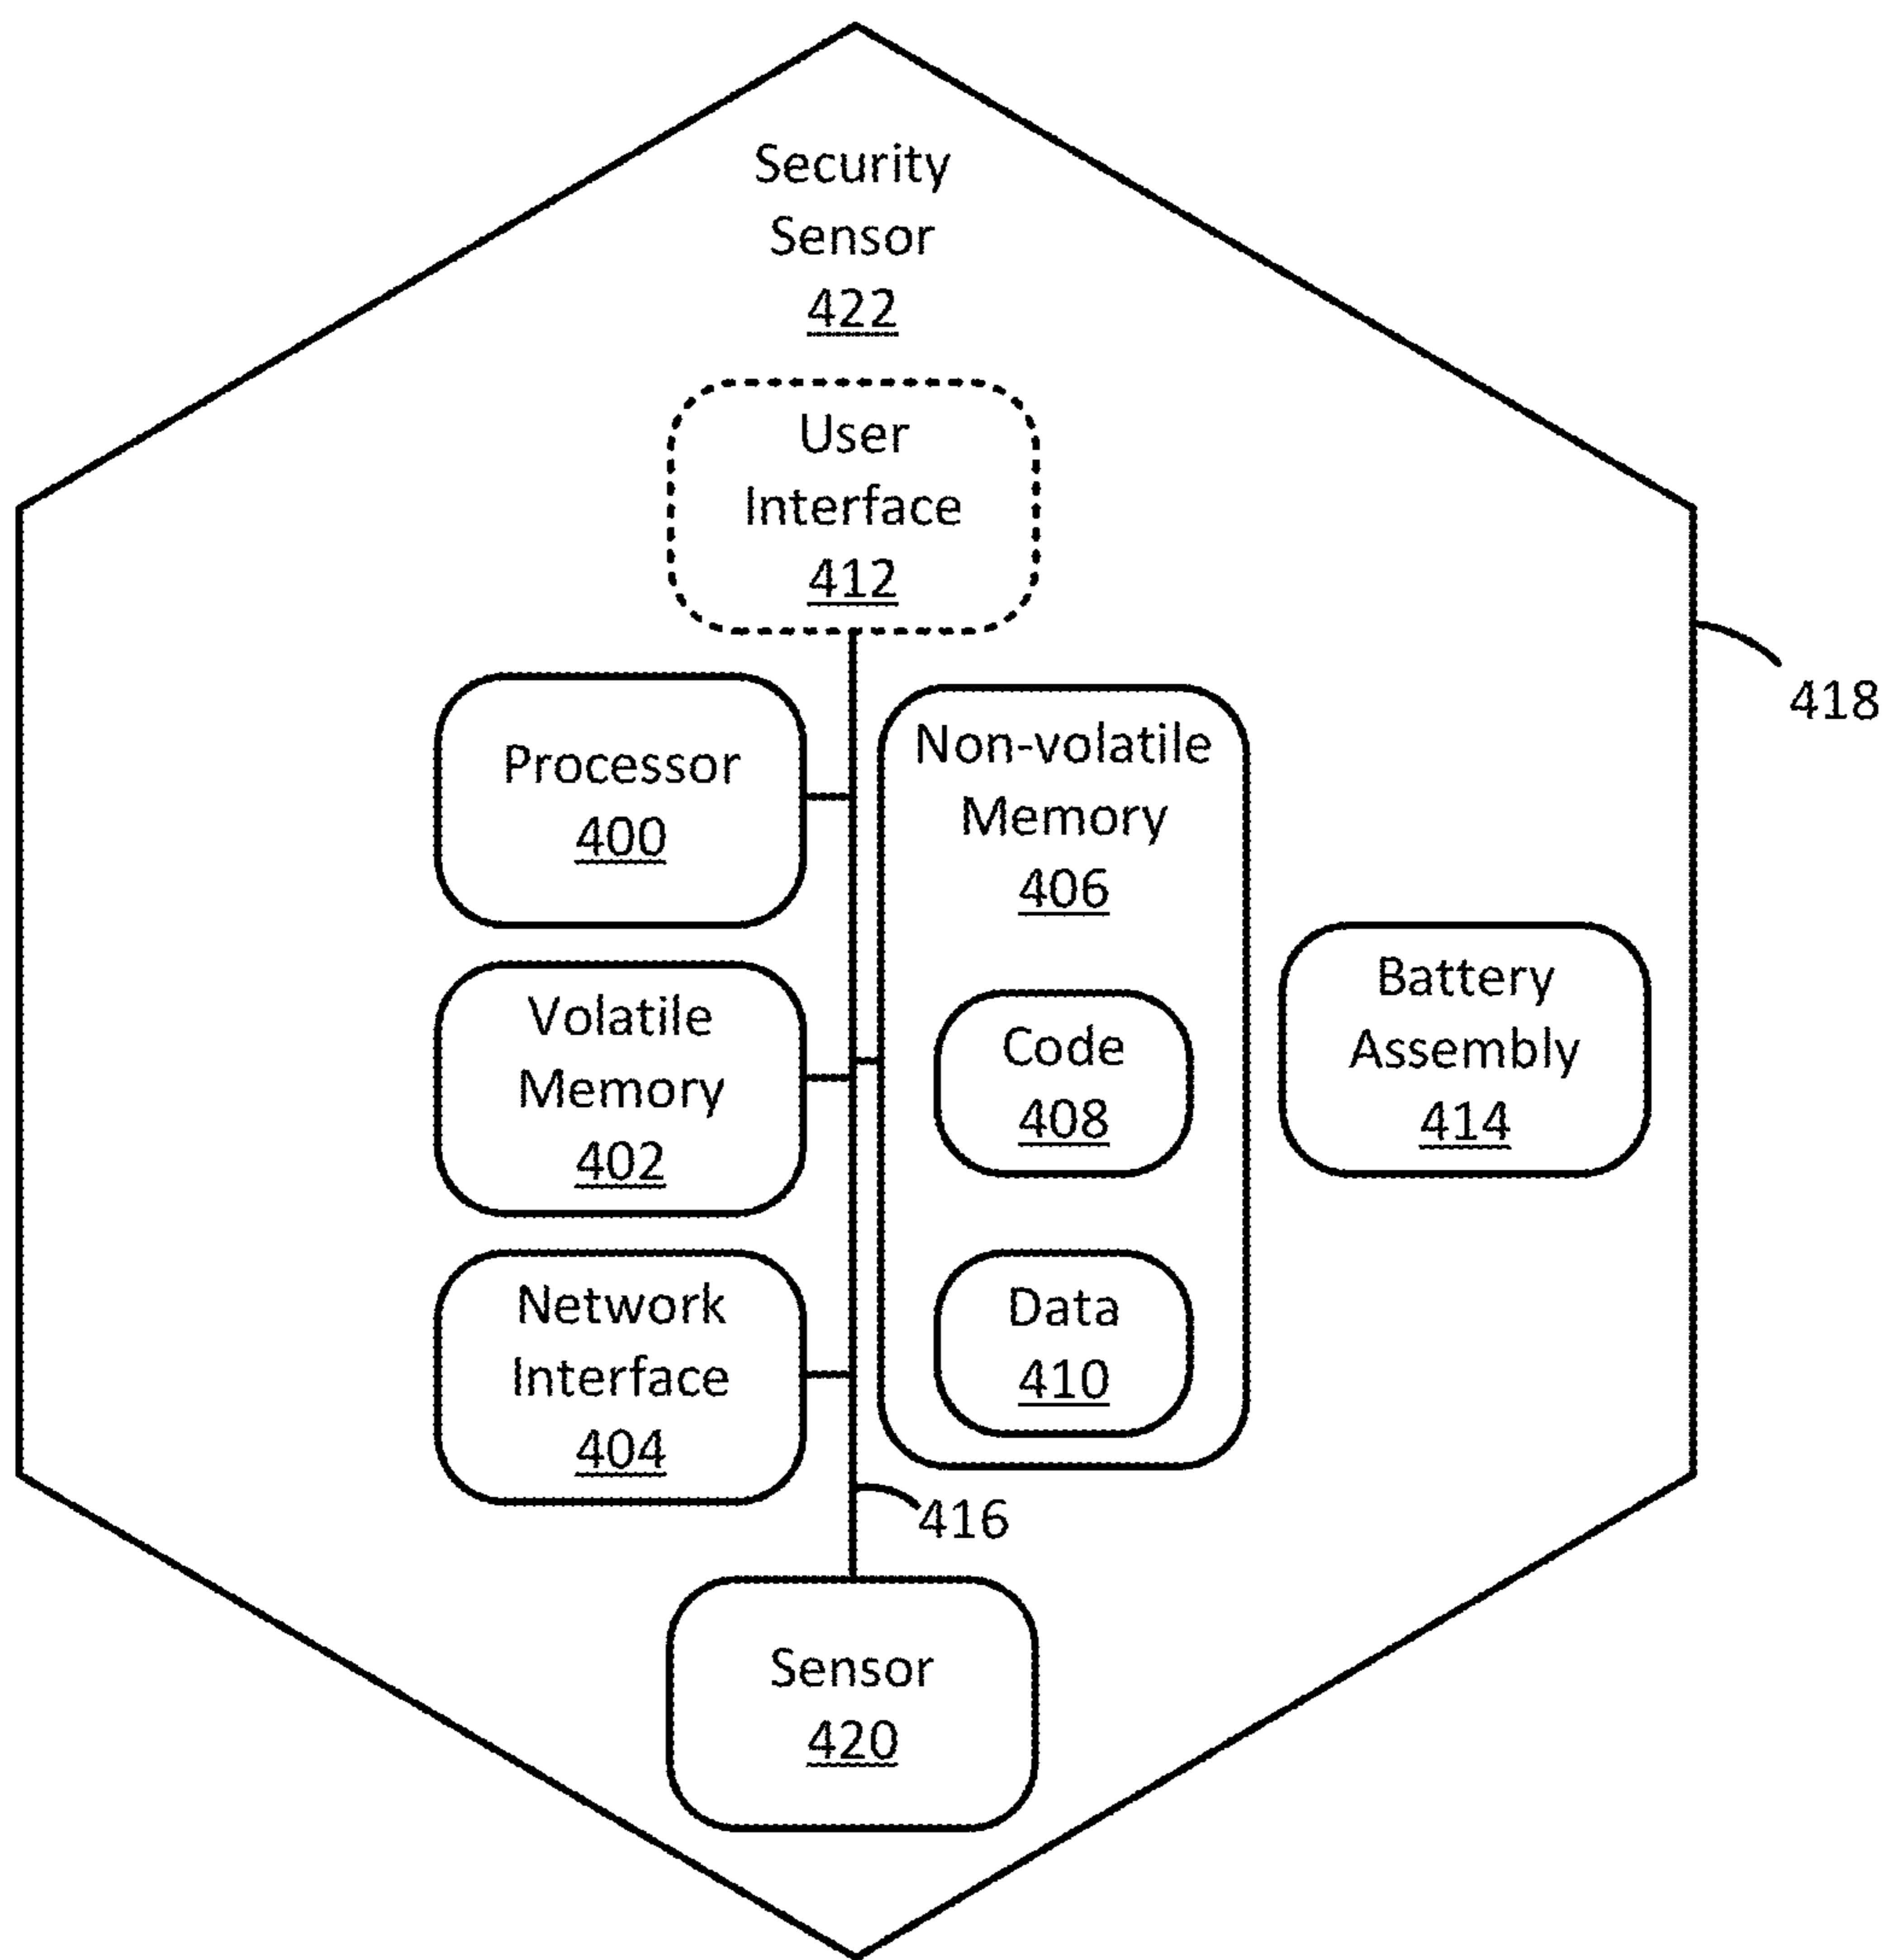 Security
Sensor
422
User
Interface
412
418
Processor
400
Non-volatile
Memory
406
Volatile
Memory
402
Code
408
Battery
Assembly
414
Network
Interface
404
Data
410
416
Sensor
420